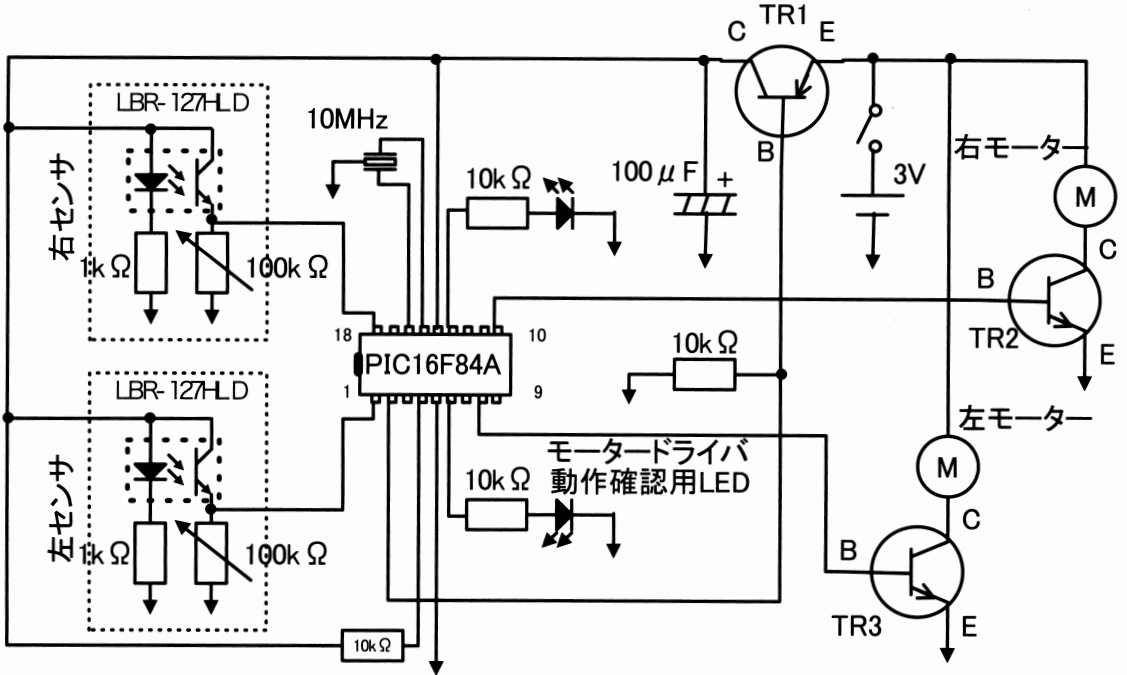 TR1
C
E
B
LBR-127HLD
右センサ
1kΩ
100kΩ
10MHz
10kΩ
100μF
+
3V
右モーター
M
C
B
TR2
E
18
10
PIC16F84A
1
9
10kΩ
LBR-127HLD
左センサ
1kΩ
100kΩ
10kΩ
モータードライバ
動作確認用LED
左モーター
M
C
B
TR3
E
10kΩ